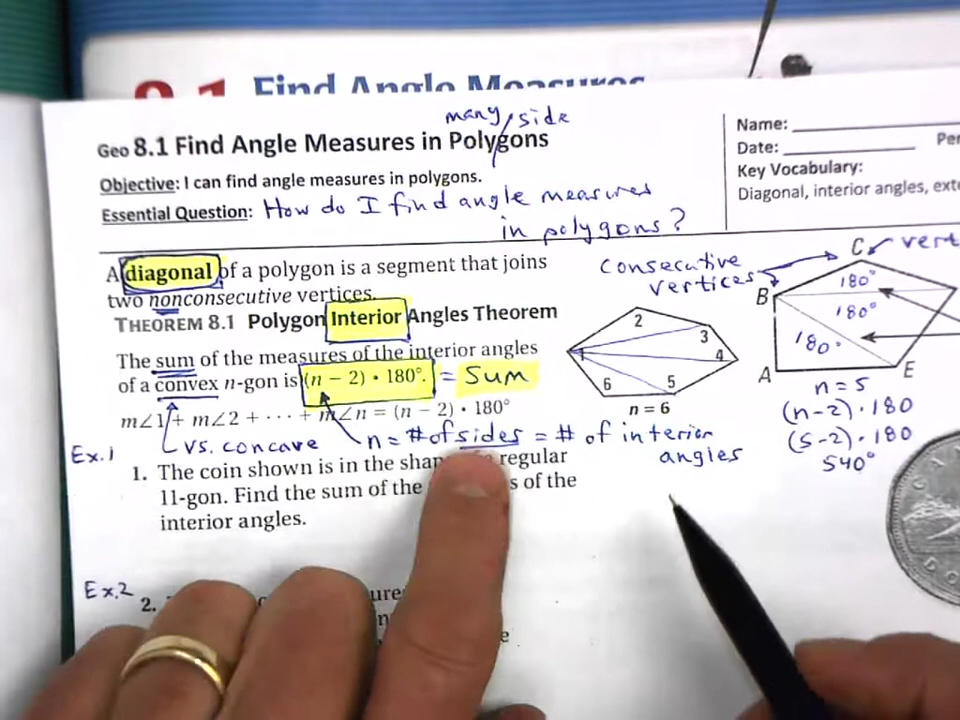 8.1 Find Angle Measures
many / side
Geo 8.1 Find Angle Measures in Polygons
Objective: I can find angle measures in polygons.
Essential Question: How do I find angle measures
in polygons?
Name:
Date:
Per
Key Vocabulary:
Diagonal, interior angles, exte
A diagonal of a polygon is a segment that joins
two nonconsecutive vertices.
THEOREM 8.1 Polygon Interior Angles Theorem
The sum of the measures of the interior angles
of a convex n-gon is (n − 2) • 180°. = Sum
m∠1 + m∠2 + · · · + m∠n = (n − 2) • 180°
vs. concave
n = # of sides = # of interior
angles
consecutive
vertices
2
3
1
4
6 5
n = 6
C vert
B
180°
180°
180°
A E
n = 5
(n-2)·180
(5-2)·180
540°
Ex.1
1. The coin shown is in the shap regular
11-gon. Find the sum of the s of the
interior angles.
Ex.2
2.
ure
e